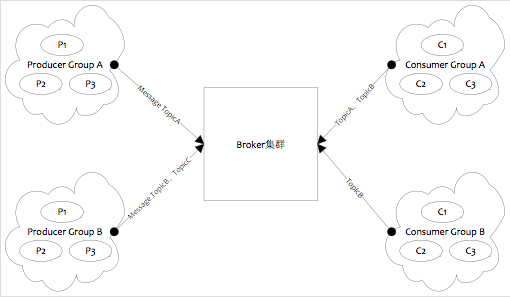 P1
Producer Group A
P2
P3
Message TopicA
C1
Consumer Group A
C2
C3
TopicA、TopicB
Broker集群
P1
Producer Group B
P2
P3
Message TopicB、TopicC
C1
Consumer Group B
C2
C3
TopicB